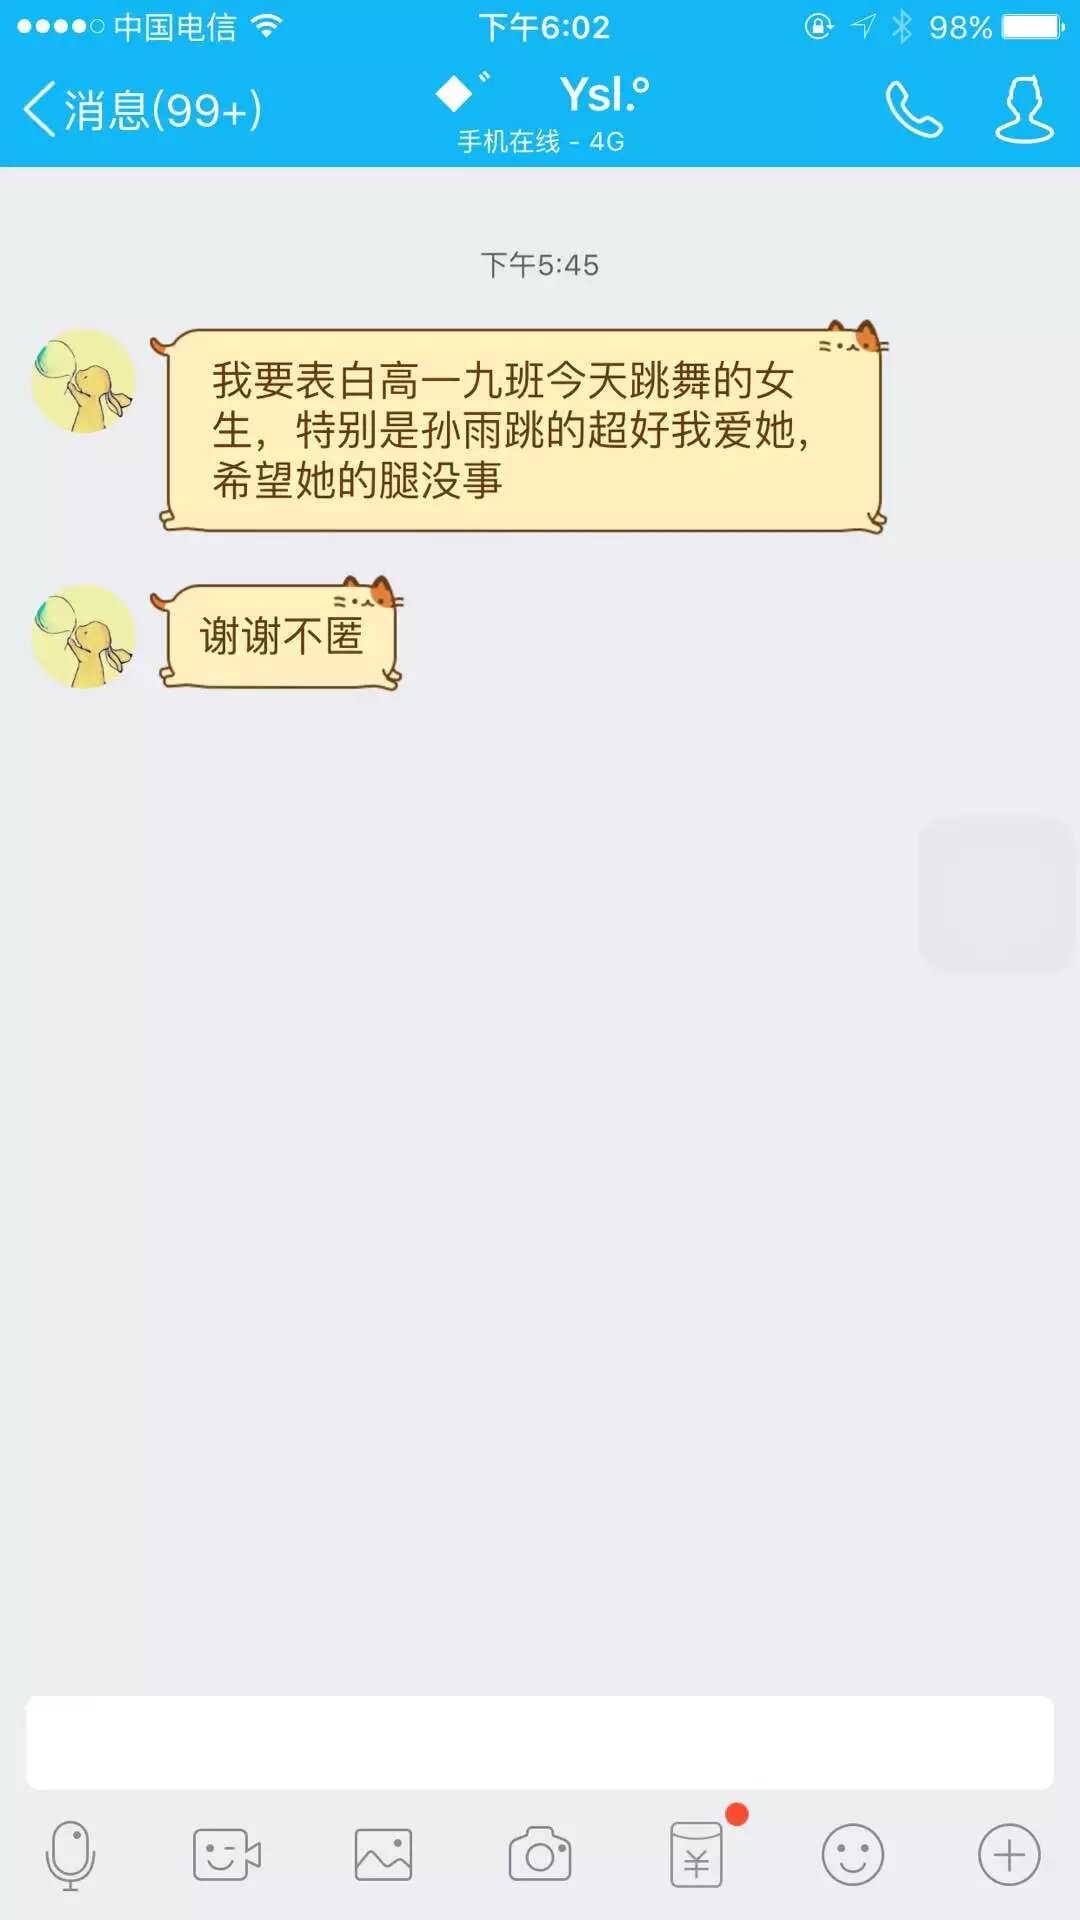 中国电信 下午6:02 98%
消息(99+) Ysl.°
手机在线 - 4G
下午5:45
我要表白高一九班今天跳舞的女
生，特别是孙雨跳的超好我爱她，
希望她的腿没事
谢谢不匿